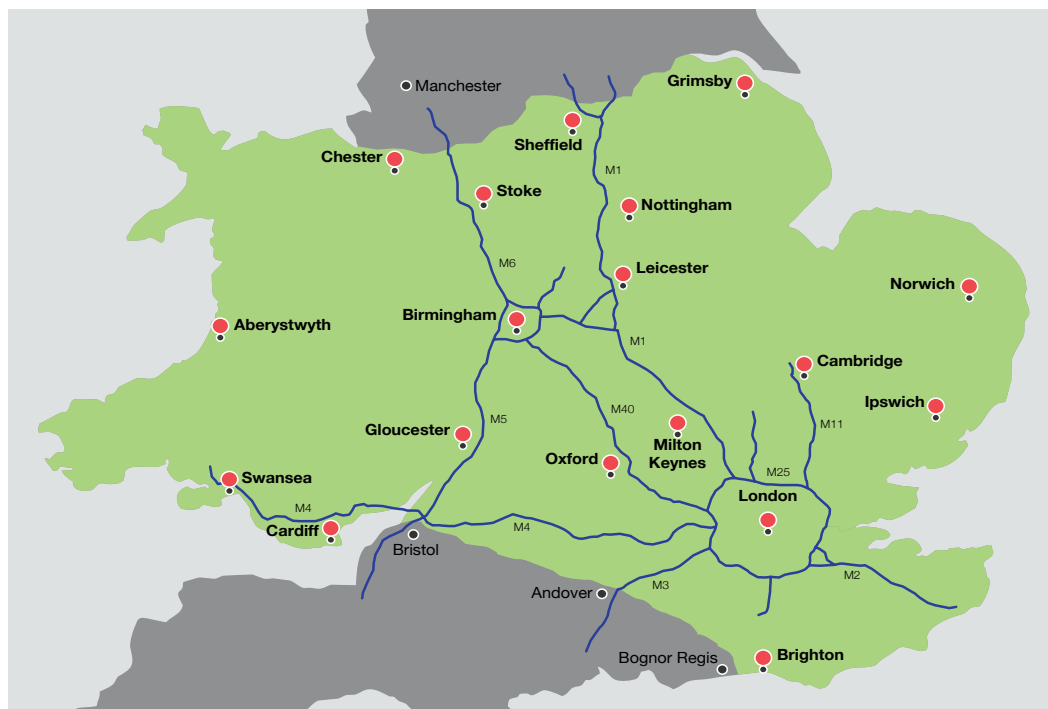 Manchester
Grimsby
Sheffield
Chester
M1
Stoke
Nottingham
M6
Leicester
Norwich
Birmingham
Aberystwyth
M1
Cambridge
Ipswich
M40
M5
M11
Gloucester
Milton
Keynes
Oxford
M25
Swansea
London
M4
Cardiff
M4
Bristol
M3
M2
Andover
Brighton
Bognor Regis